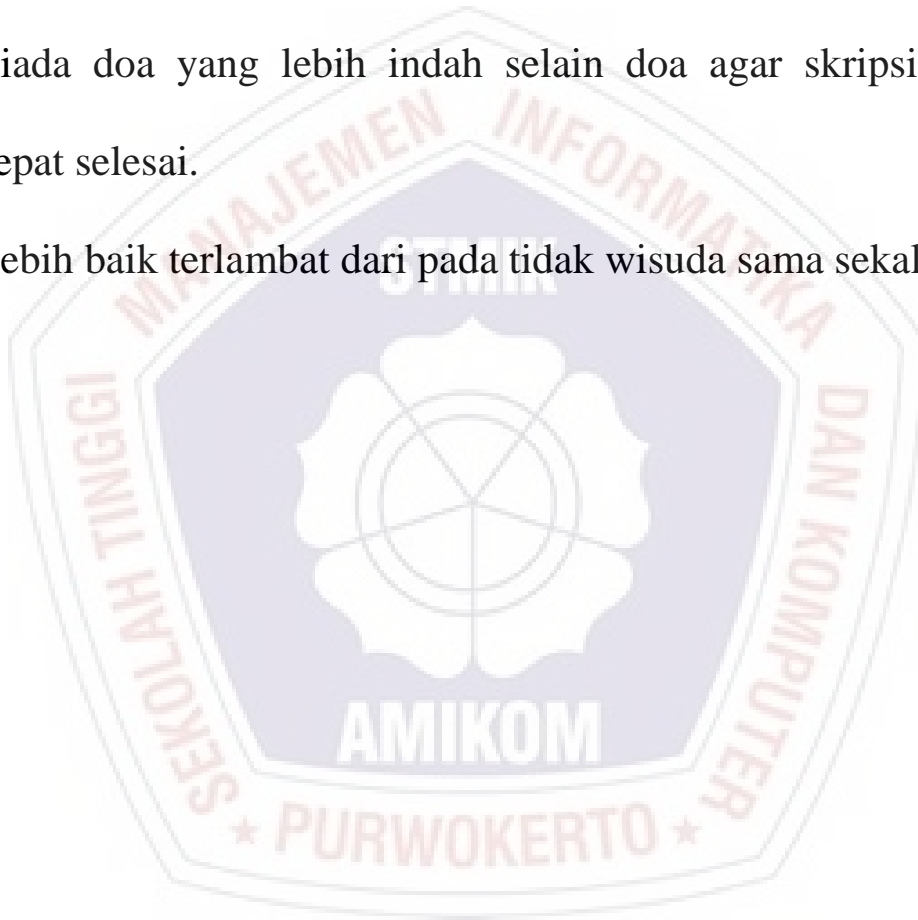 iada doa yang lebih indah selain doa agar skripsi
epat selesai.
ebih baik terlambat dari pada tidak wisuda sama sekal
SEKOLAH TINGGI MANAJEMEN INFORMATIKA DAN KOMPUTER
STMIK
AMIKOM
★ PURWOKERTO ★